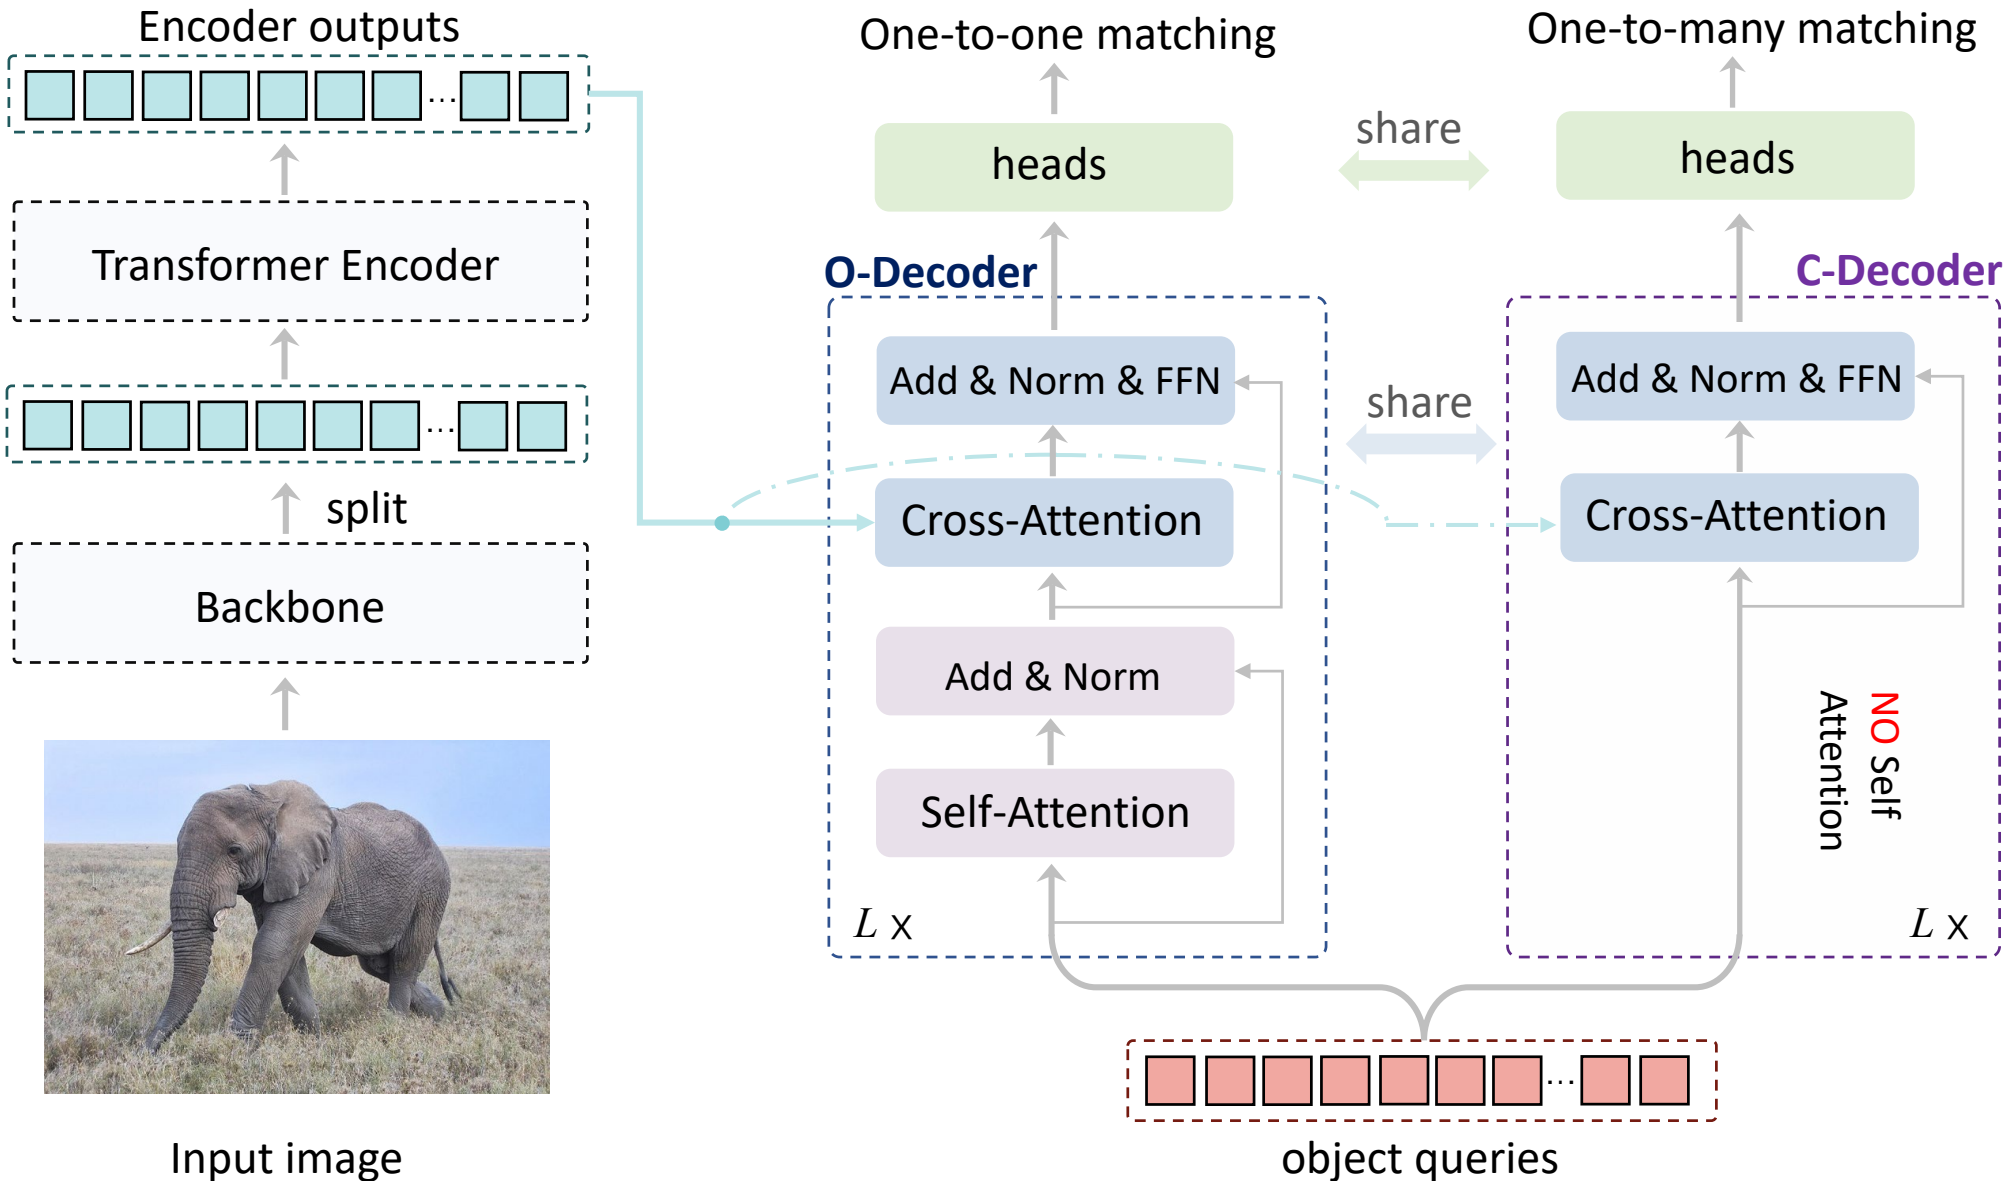 Encoder outputs
...
Transformer Encoder
...
split
Backbone
Input image
One-to-one matching
heads
O-Decoder
Add & Norm & FFN
Cross-Attention
Add & Norm
Self-Attention
L x
share
share
One-to-many matching
heads
C-Decoder
Add & Norm & FFN
Cross-Attention
NO Self
Attention
L x
...
object queries